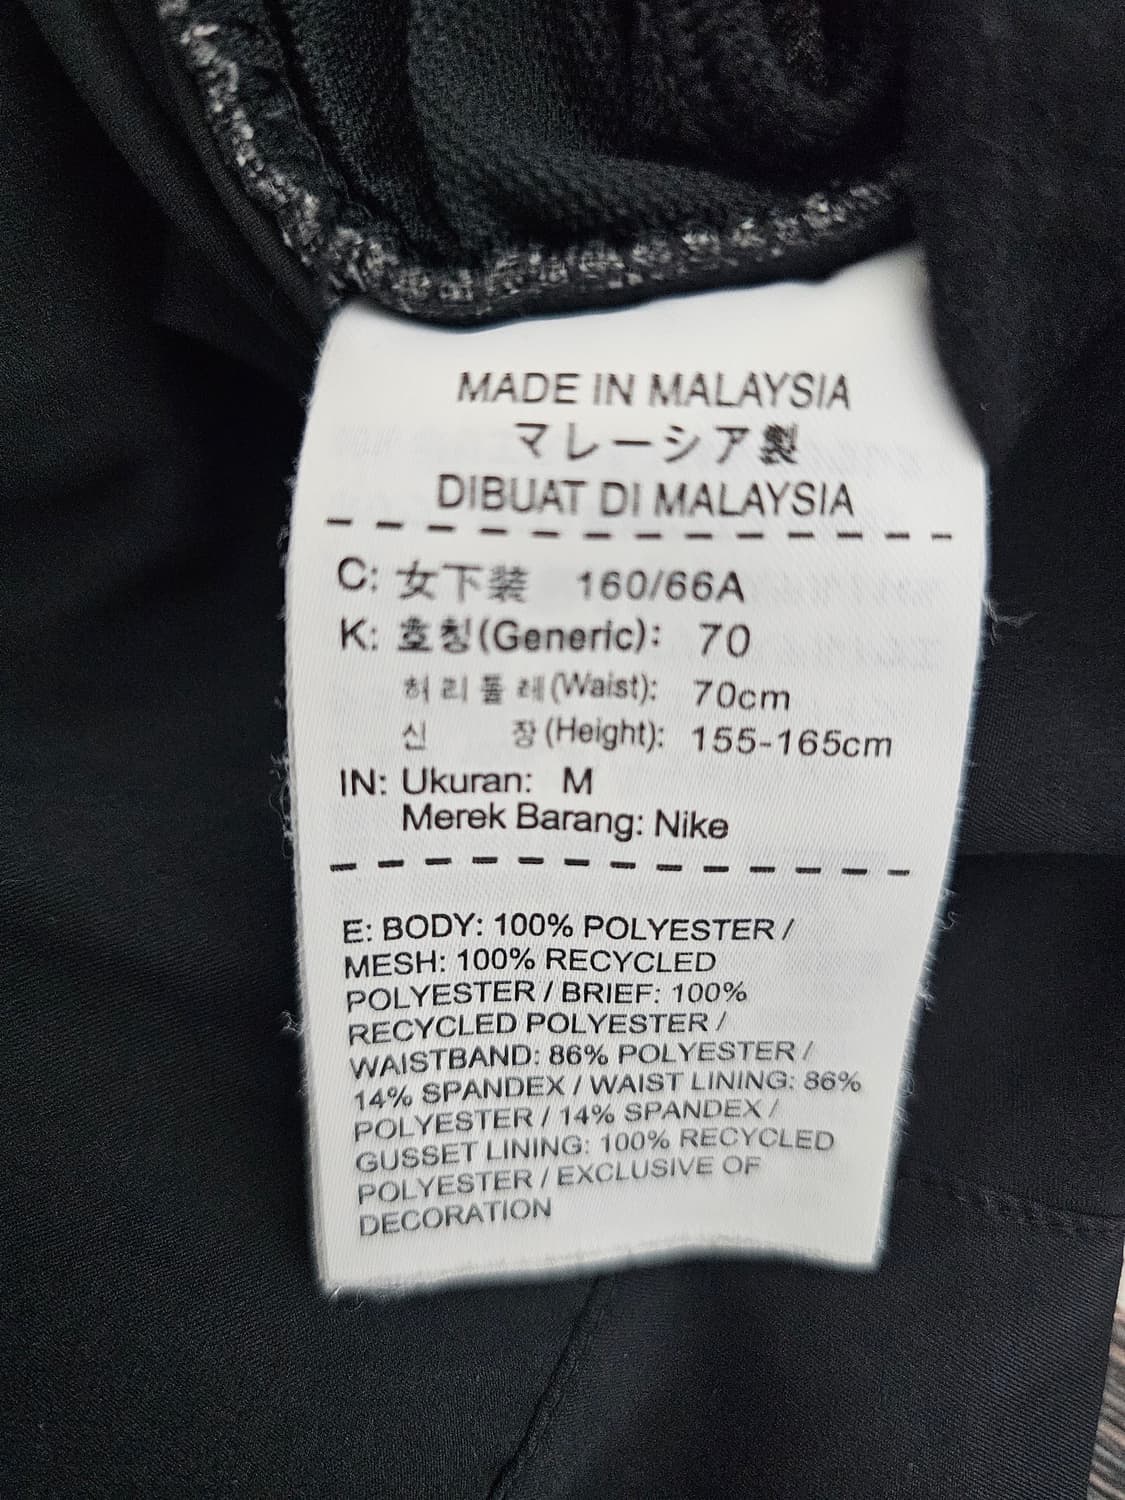 MADE IN MALAYSIA
マレーシア製
DIBUAT DI MALAYSIA
C: 女下装 160/66A
K: 호칭(Generic): 70
허리둘레(Waist): 70cm
신 장(Height): 155-165cm
IN: Ukuran: M
Merek Barang: Nike
E: BODY: 100% POLYESTER /
MESH: 100% RECYCLED
POLYESTER / BRIEF: 100%
RECYCLED POLYESTER /
WAISTBAND: 86% POLYESTER /
14% SPANDEX / WAIST LINING: 86%
POLYESTER / 14% SPANDEX /
GUSSET LINING: 100% RECYCLED
POLYESTER / EXCLUSIVE OF
DECORATION